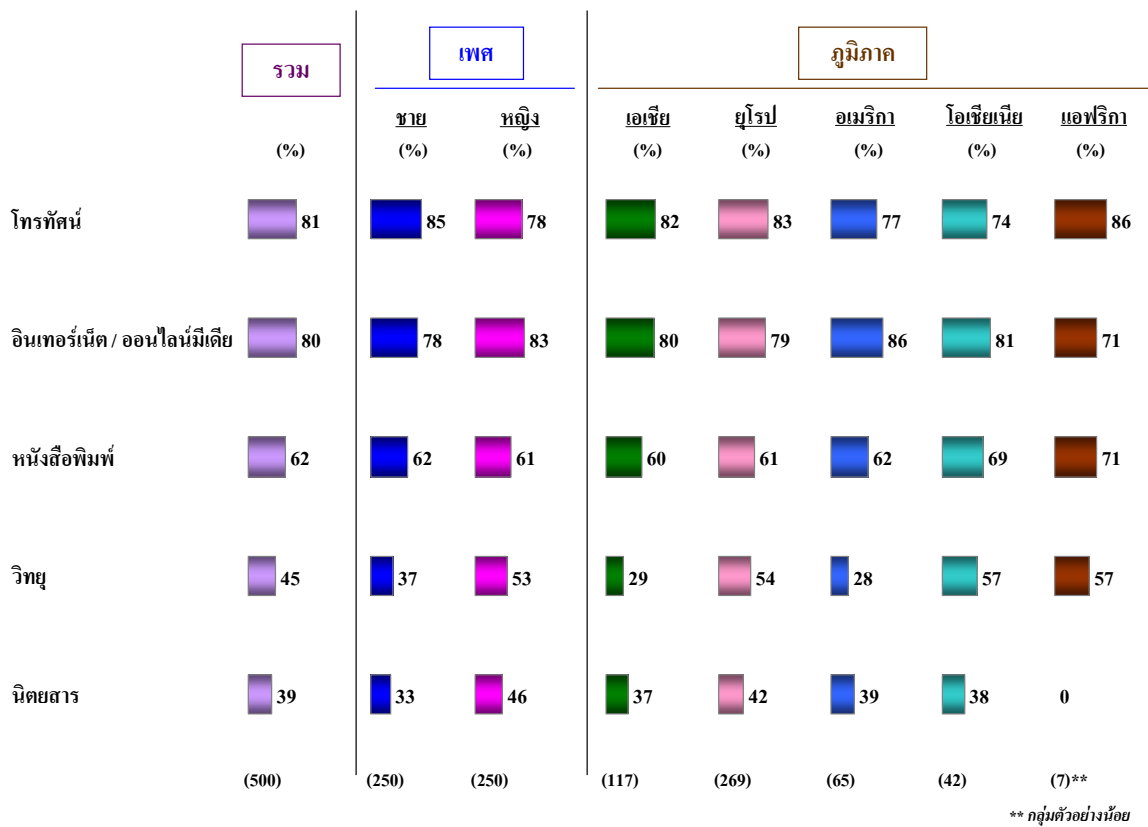 รวม เพศ ภูมิภาค
ชาย หญิง เอเชีย ยุโรป อเมริกา โอเชียเนีย แอฟริกา
(%) (%) (%) (%) (%) (%) (%) (%)
โทรทัศน์ 81 85 78 82 83 77 74 86
อินเทอร์เน็ต / ออนไลน์มีเดีย 80 78 83 80 79 86 81 71
หนังสือพิมพ์ 62 62 61 60 61 62 69 71
วิทยุ 45 37 53 29 54 28 57 57
นิตยสาร 39 33 46 37 42 39 38 0
(500) (250) (250) (117) (269) (65) (42) (7)**
** กลุ่มตัวอย่างน้อย